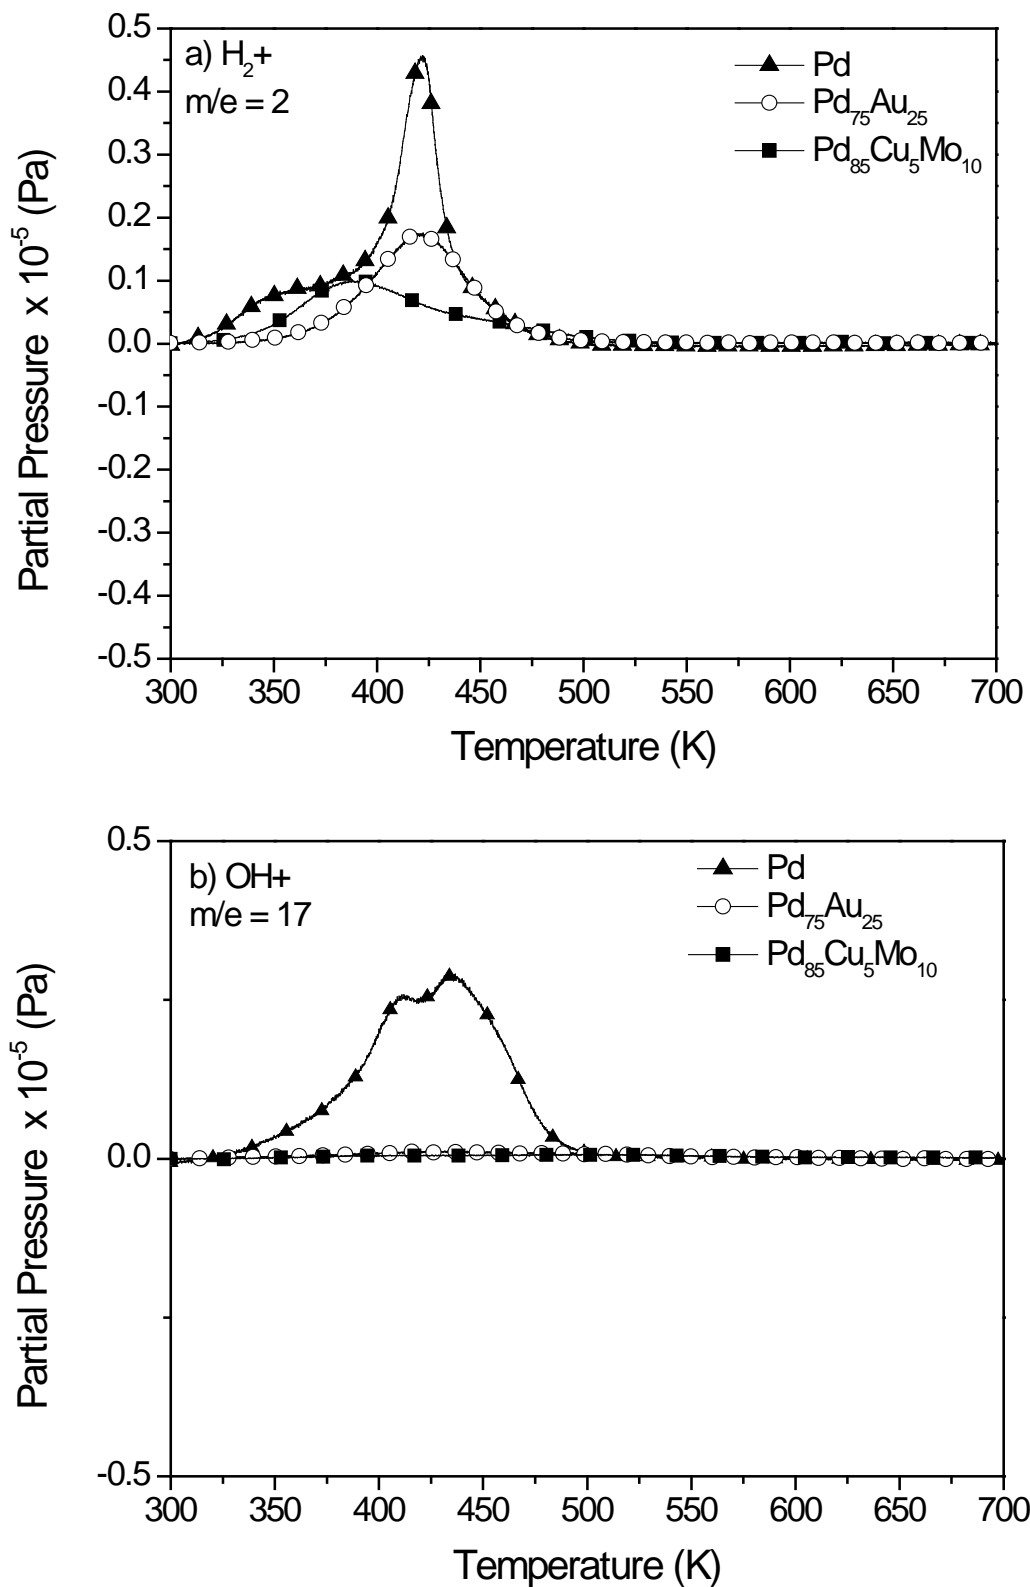 a) H₂+
m/e = 2
Pd
Pd₇₅Au₂₅
Pd₈₅Cu₅Mo₁₀
0.5
0.4
0.3
0.2
0.1
0.0
-0.1
-0.2
-0.3
-0.4
-0.5
Partial Pressure x 10⁻⁵ (Pa)
300 350 400 450 500 550 600 650 700
Temperature (K)
b) OH+
m/e = 17
Pd
Pd₇₅Au₂₅
Pd₈₅Cu₅Mo₁₀
0.5
0.0
-0.5
Partial Pressure x 10⁻⁵ (Pa)
300 350 400 450 500 550 600 650 700
Temperature (K)